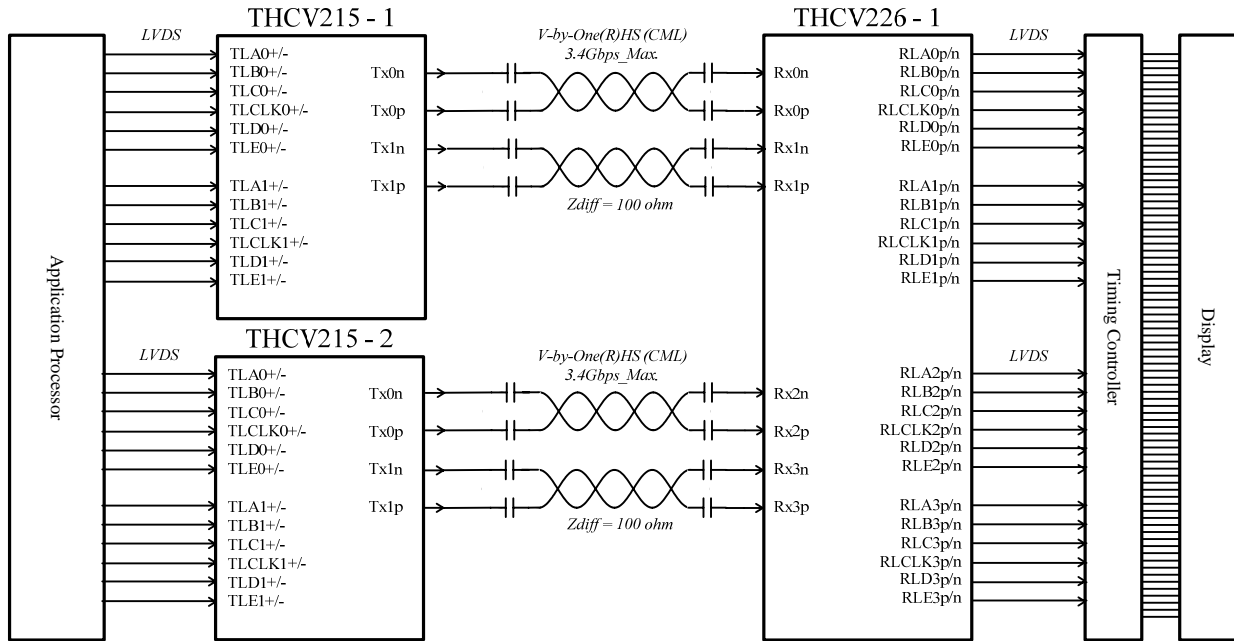 THCV215 - 1
THCV226 - 1
LVDS
V-by-One(R)HS (CML)
3.4Gbps_Max.
LVDS
Application Processor
TLA0+/-
TLB0+/-
TLC0+/-
TLCLK0+/-
TLD0+/-
TLE0+/-
TLA1+/-
TLB1+/-
TLC1+/-
TLCLK1+/-
TLD1+/-
TLE1+/-
Tx0n
Tx0p
Tx1n
Tx1p
Zdiff = 100 ohm
Rx0n
Rx0p
Rx1n
Rx1p
RLA0p/n
RLB0p/n
RLC0p/n
RLCLK0p/n
RLD0p/n
RLE0p/n
RLA1p/n
RLB1p/n
RLC1p/n
RLCLK1p/n
RLD1p/n
RLE1p/n
Timing Controller
Display
THCV215 - 2
LVDS
V-by-One(R)HS (CML)
3.4Gbps_Max.
LVDS
TLA0+/-
TLB0+/-
TLC0+/-
TLCLK0+/-
TLD0+/-
TLE0+/-
TLA1+/-
TLB1+/-
TLC1+/-
TLCLK1+/-
TLD1+/-
TLE1+/-
Tx0n
Tx0p
Tx1n
Tx1p
Zdiff = 100 ohm
Rx2n
Rx2p
Rx3n
Rx3p
RLA2p/n
RLB2p/n
RLC2p/n
RLCLK2p/n
RLD2p/n
RLE2p/n
RLA3p/n
RLB3p/n
RLC3p/n
RLCLK3p/n
RLD3p/n
RLE3p/n